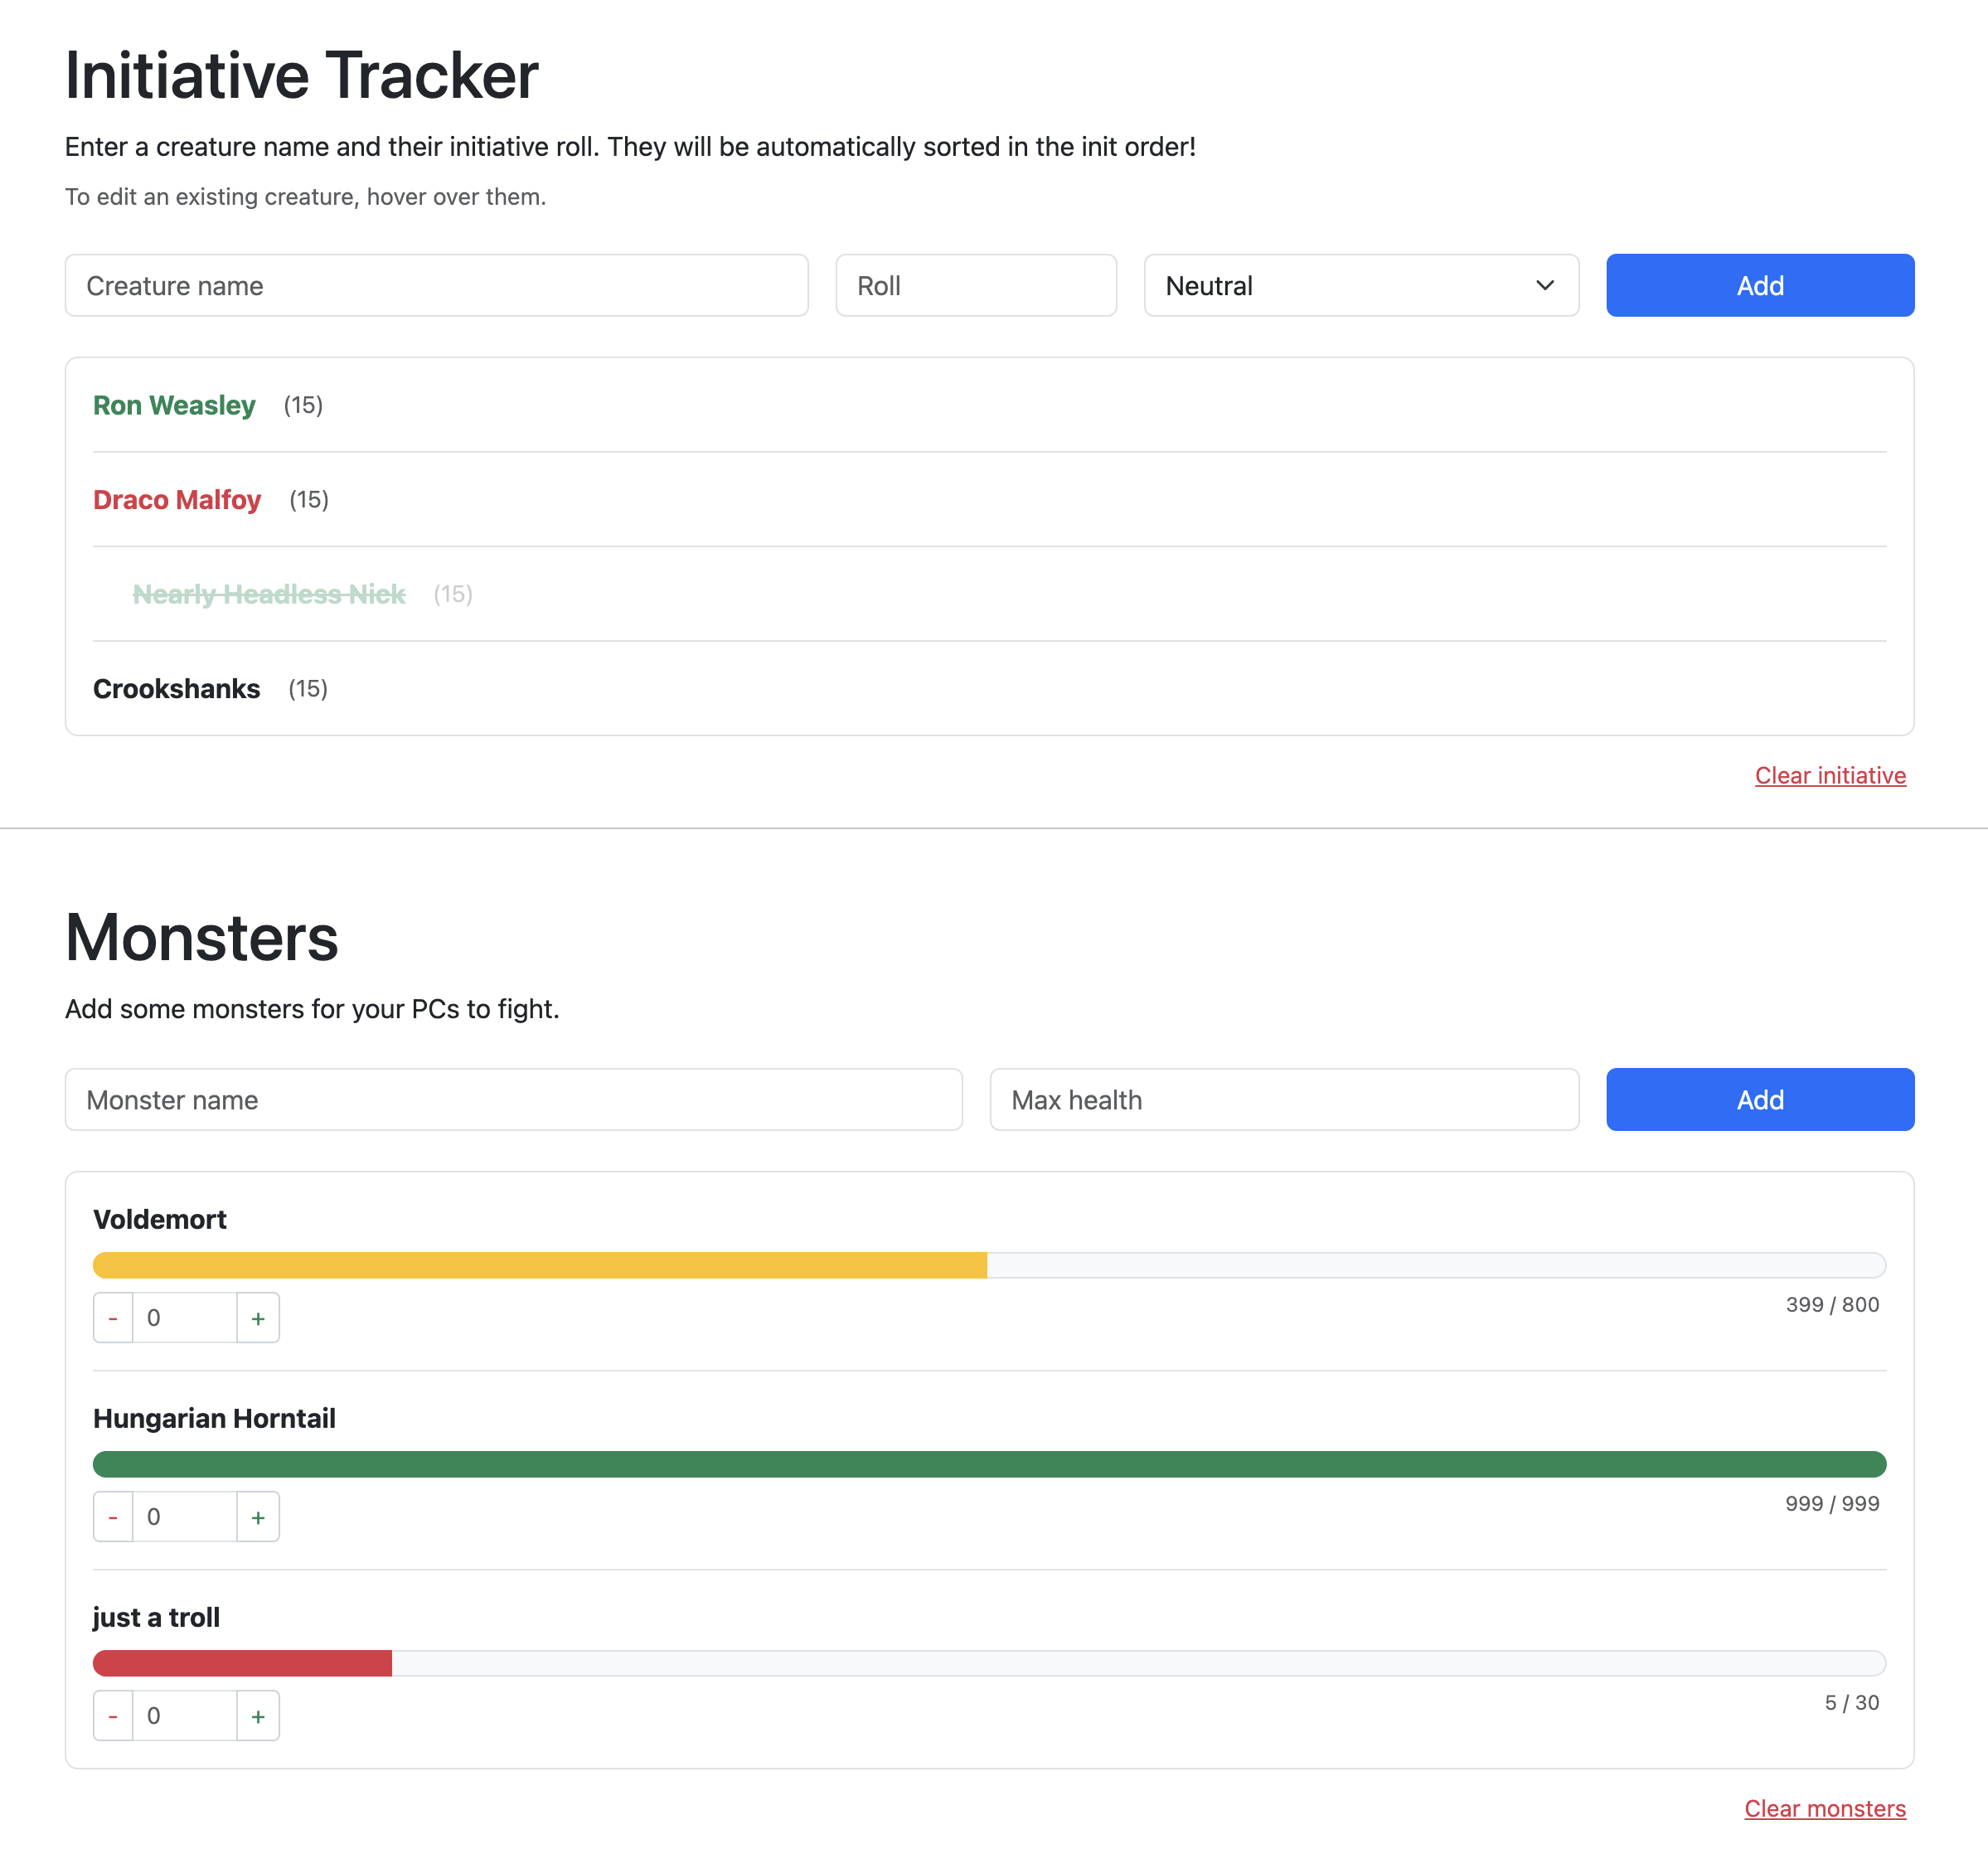 Initiative Tracker
Enter a creature name and their initiative roll. They will be automatically sorted in the init order!
To edit an existing creature, hover over them.
Creature name Roll Neutral Add
Ron Weasley (15)
Draco Malfoy (15)
Nearly Headless Nick (15)
Crookshanks (15)
Clear initiative
Monsters
Add some monsters for your PCs to fight.
Monster name Max health Add
Voldemort
- 0 + 399 / 800
Hungarian Horntail
- 0 + 999 / 999
just a troll
- 0 + 5 / 30
Clear monsters